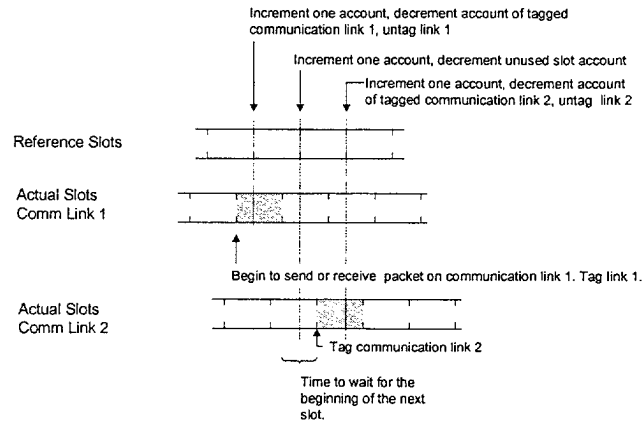 Increment one account, decrement account of tagged
communication link 1, untag link 1
Increment one account, decrement unused slot account
Increment one account, decrement account
of tagged communication link 2, untag link 2
Reference Slots
Actual Slots
Comm Link 1
Begin to send or receive packet on communication link 1. Tag link 1.
Actual Slots
Comm Link 2
Tag communication link 2
Time to wait for the
beginning of the next
slot.